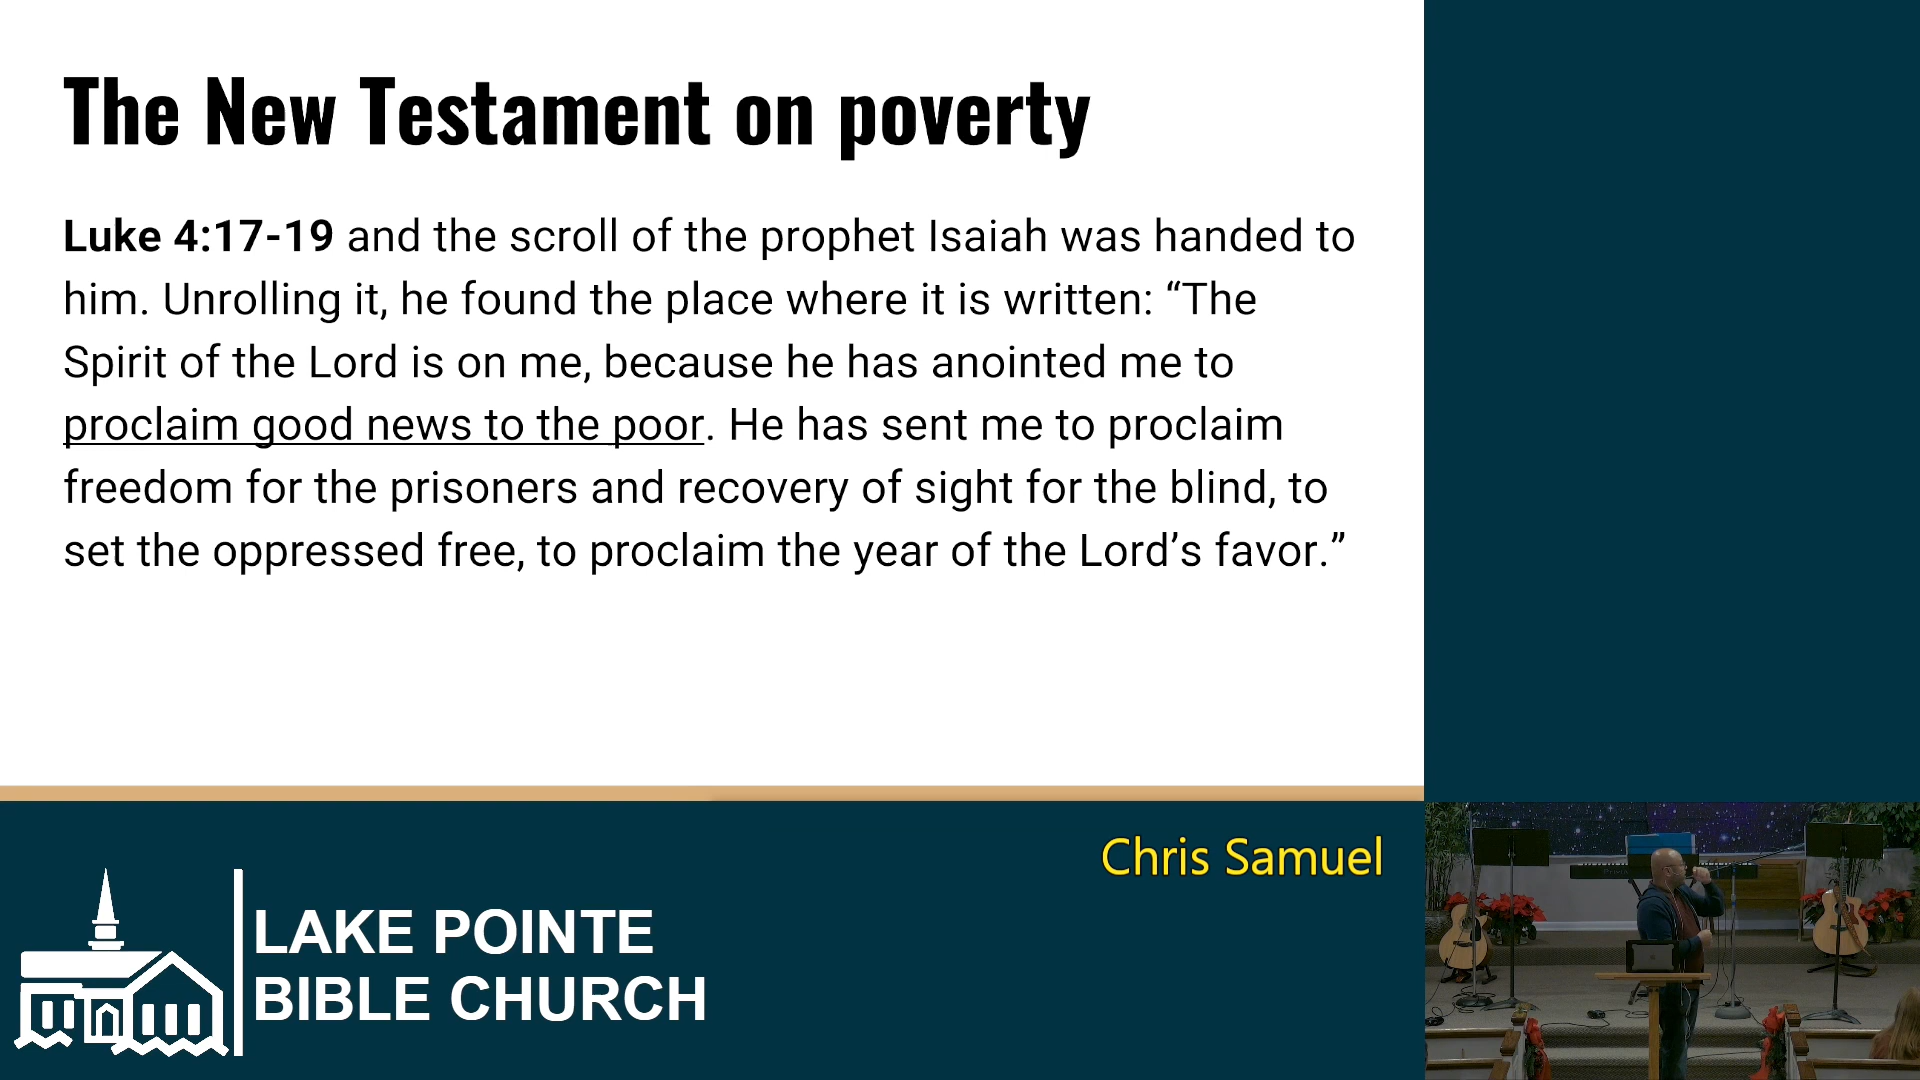 The New Testament on poverty
Luke 4:17-19 and the scroll of the prophet Isaiah was handed to
him. Unrolling it, he found the place where it is written: “The
Spirit of the Lord is on me, because he has anointed me to
proclaim good news to the poor. He has sent me to proclaim
freedom for the prisoners and recovery of sight for the blind, to
set the oppressed free, to proclaim the year of the Lord’s favor.”
Chris Samuel
LAKE POINTE
BIBLE CHURCH